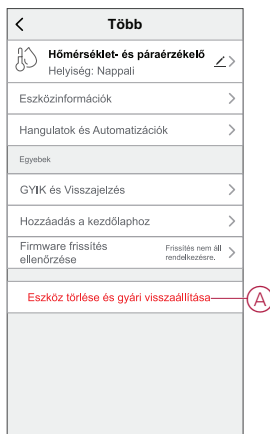 Több
Hőmérséklet- és páraérzékelő
Helyiség: Nappali
Eszközinformációk
Hangulatok és Automatizációk
Egyebek
GYIK és Visszajelzés
Hozzáadás a kezdőlaphoz
Firmware frissítés
ellenőrzése
Frissítés nem áll
rendelkezésre.
Eszköz törlése és gyári visszaállítása
A